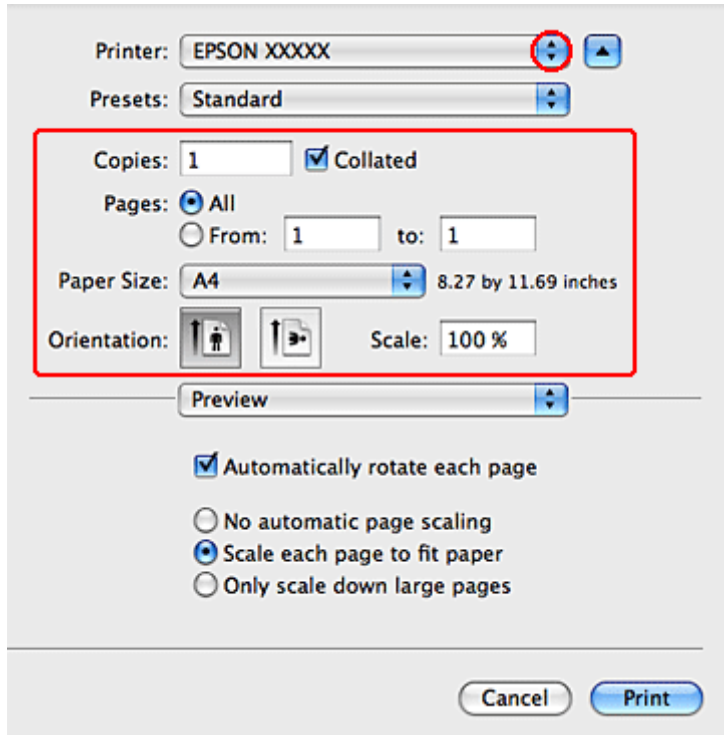 Printer: EPSON XXXXX
Presets: Standard
Copies: 1 Collated
Pages: All
From: 1 to: 1
Paper Size: A4 8.27 by 11.69 inches
Orientation: Scale: 100 %
Preview
Automatically rotate each page
No automatic page scaling
Scale each page to fit paper
Only scale down large pages
Cancel Print